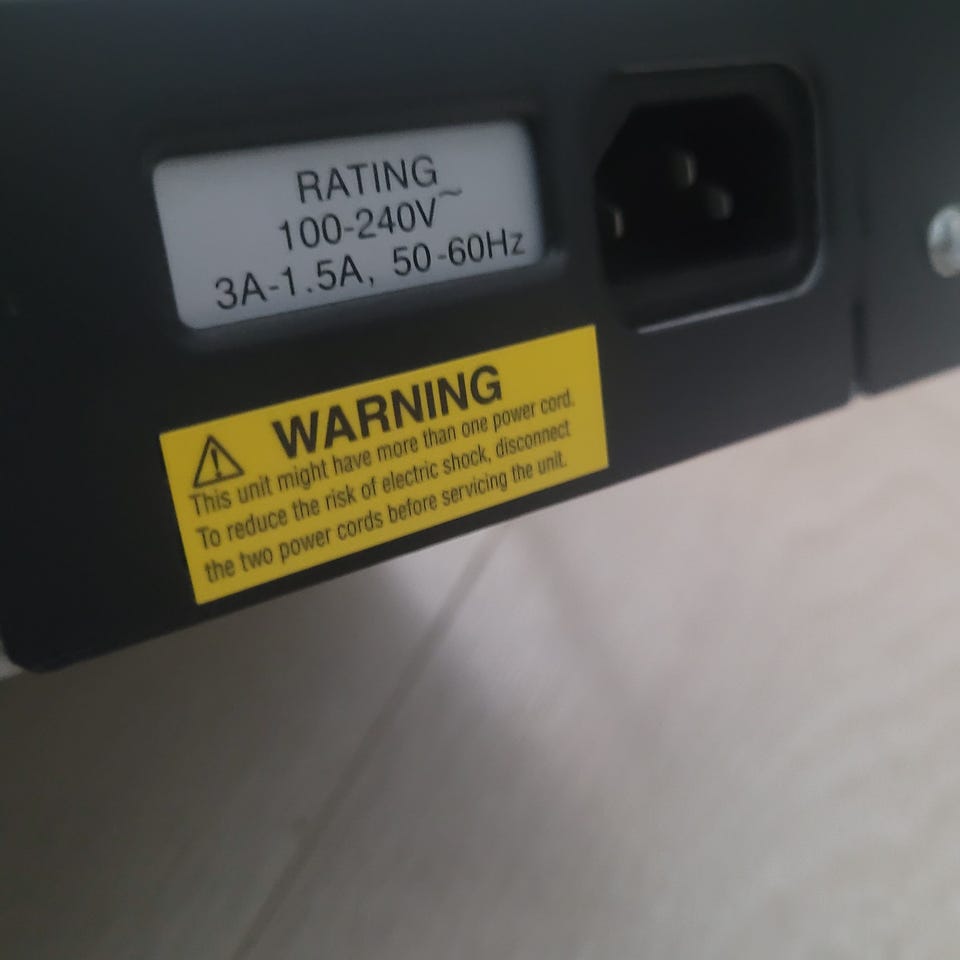 RATING
100-240V~
3A-1.5A, 50-60Hz
WARNING
This unit might have more than one power cord.
To reduce the risk of electric shock, disconnect
the two power cords before servicing the unit.